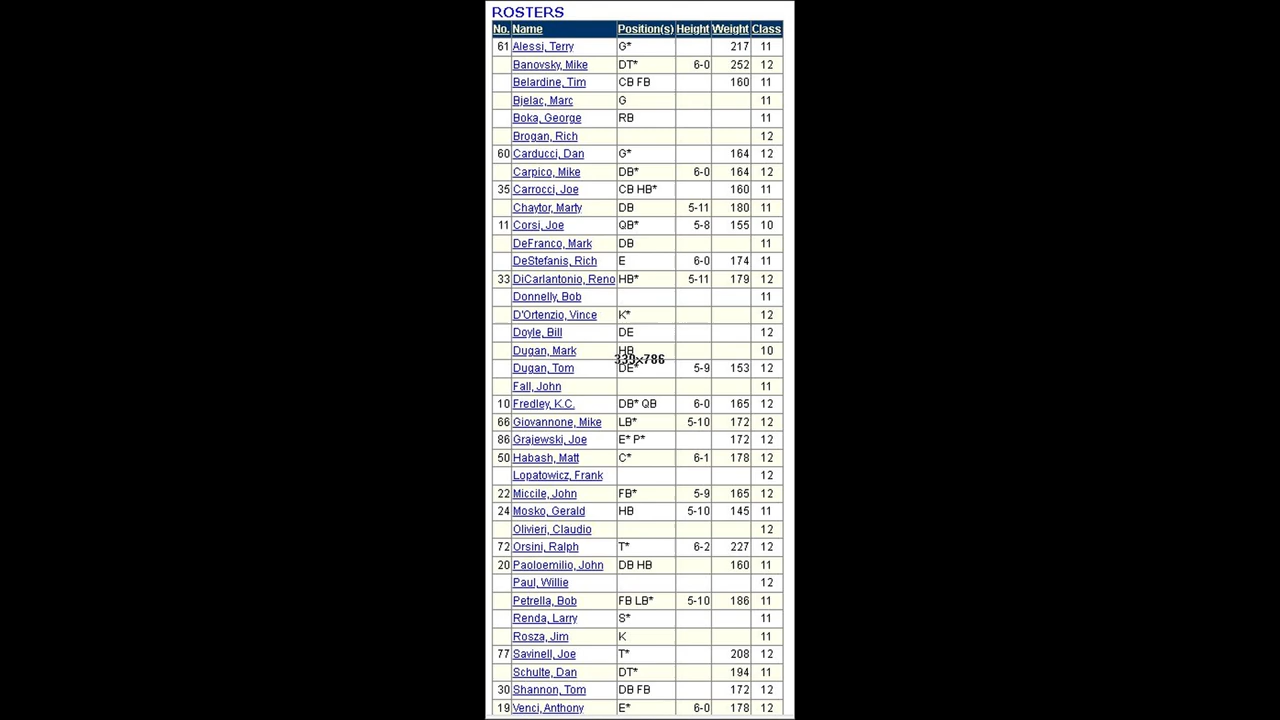 ROSTERS
No. Name Position(s) Height Weight Class
61 Alessi, Terry G* 217 11
Banovsky, Mike DT* 6-0 252 12
Belardine, Tim CB FB 160 11
Bjelac, Marc G 11
Boka, George RB 11
Brogan, Rich 12
60 Carducci, Dan G* 164 12
Carpico, Mike DB* 6-0 164 12
35 Carrocci, Joe CB HB* 160 11
Chaytor, Marty DB 5-11 180 11
11 Corsi, Joe QB* 5-8 155 10
DeFranco, Mark DB 11
DeStefanis, Rich E 6-0 174 11
33 DiCarlantonio, Reno HB* 5-11 179 12
Donnelly, Bob 11
D'Ortenzio, Vince K* 12
Doyle, Bill DE 12
Dugan, Mark HB 10
339x786
Dugan, Tom DE* 5-9 153 12
Fall, John 11
10 Fredley, K.C. DB* QB 6-0 165 12
66 Giovannone, Mike LB* 5-10 172 12
86 Grajewski, Joe E* P* 172 12
50 Habash, Matt C* 6-1 178 12
Lopatowicz, Frank 12
22 Miccile, John FB* 5-9 165 12
24 Mosko, Gerald HB 5-10 145 11
Olivieri, Claudio 12
72 Orsini, Ralph T* 6-2 227 12
20 Paoloemilio, John DB HB 160 11
Paul, Willie 12
Petrella, Bob FB LB* 5-10 186 11
Renda, Larry S* 11
Rosza, Jim K 11
77 Savinell, Joe T* 208 12
Schulte, Dan DT* 194 11
30 Shannon, Tom DB FB 172 12
19 Venci, Anthony E* 6-0 178 12